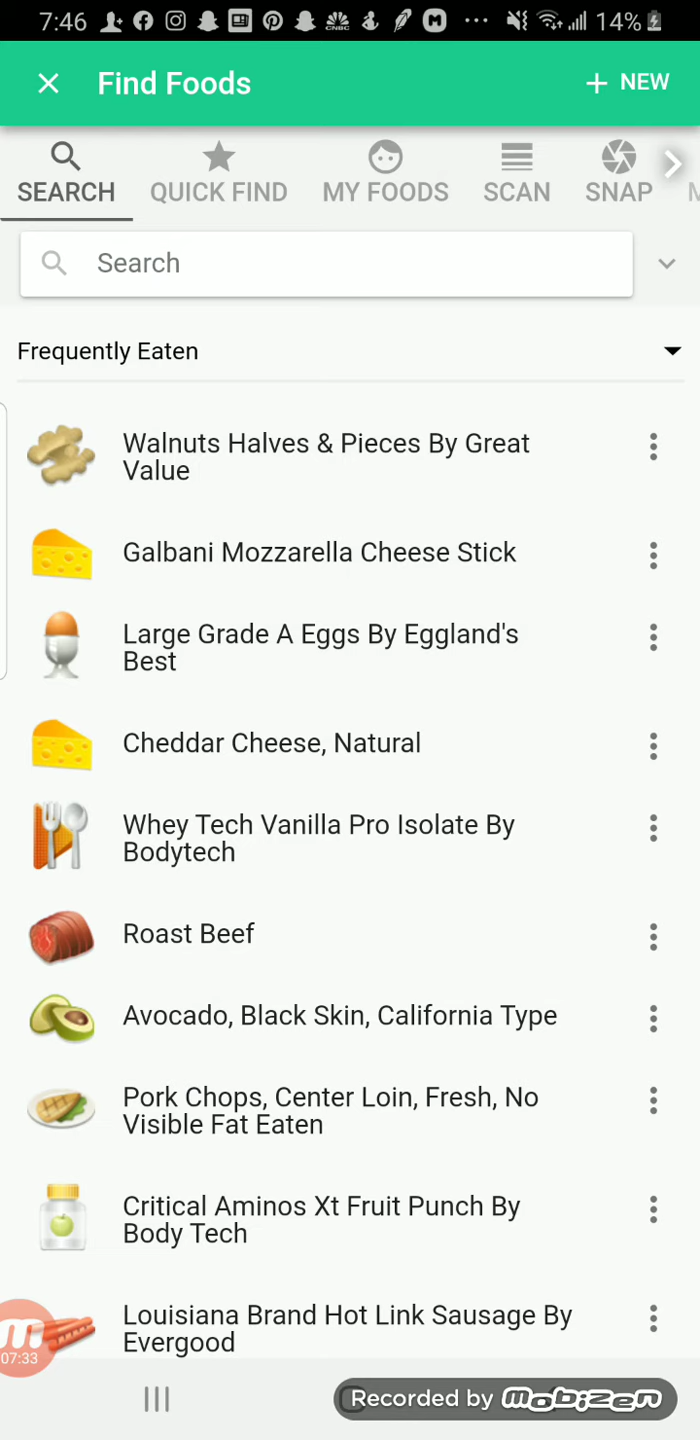 7:46 CNBC M ... 14%
Find Foods + NEW
SEARCH QUICK FIND MY FOODS SCAN SNAP
Search
Frequently Eaten
Walnuts Halves & Pieces By Great
Value
Galbani Mozzarella Cheese Stick
Large Grade A Eggs By Eggland's
Best
Cheddar Cheese, Natural
Whey Tech Vanilla Pro Isolate By
Bodytech
Roast Beef
Avocado, Black Skin, California Type
Pork Chops, Center Loin, Fresh, No
Visible Fat Eaten
Critical Aminos Xt Fruit Punch By
Body Tech
Louisiana Brand Hot Link Sausage By
Evergood
07:33
Recorded by mobizen